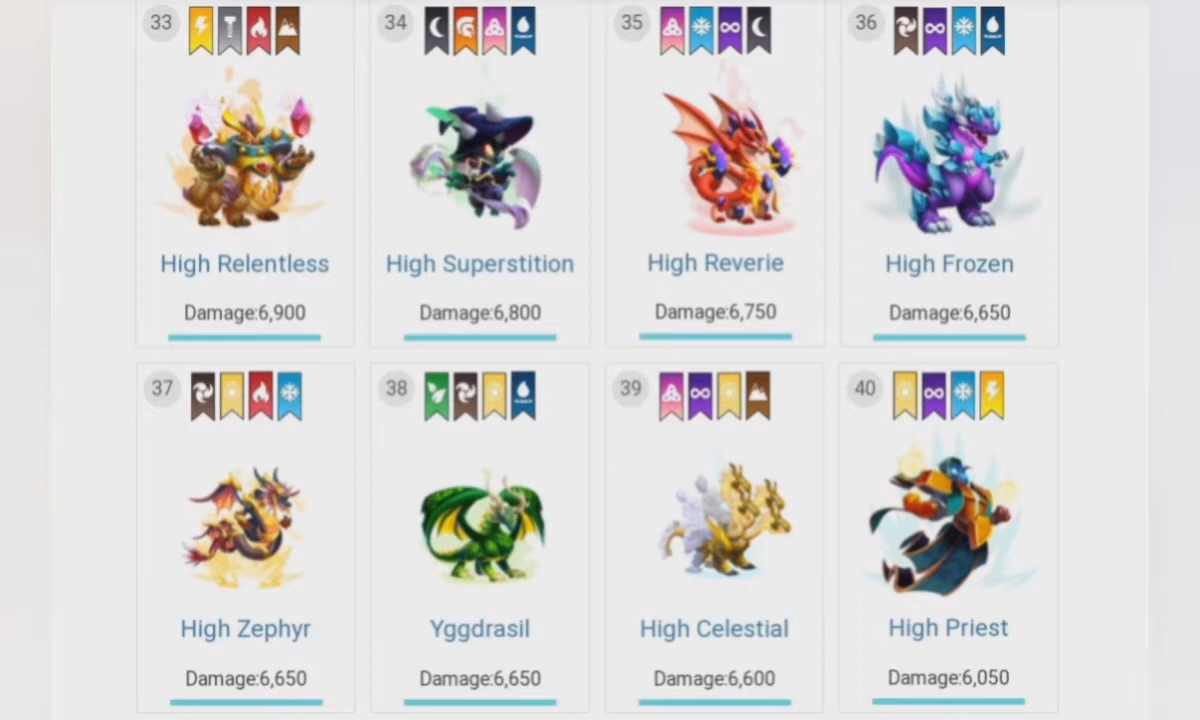 33
34
35
36
High Relentless
High Superstition
High Reverie
High Frozen
Damage:6,900
Damage:6,800
Damage:6,750
Damage:6,650
37
38
39
40
High Zephyr
Yggdrasil
High Celestial
High Priest
Damage:6,650
Damage:6,650
Damage:6,600
Damage:6,050